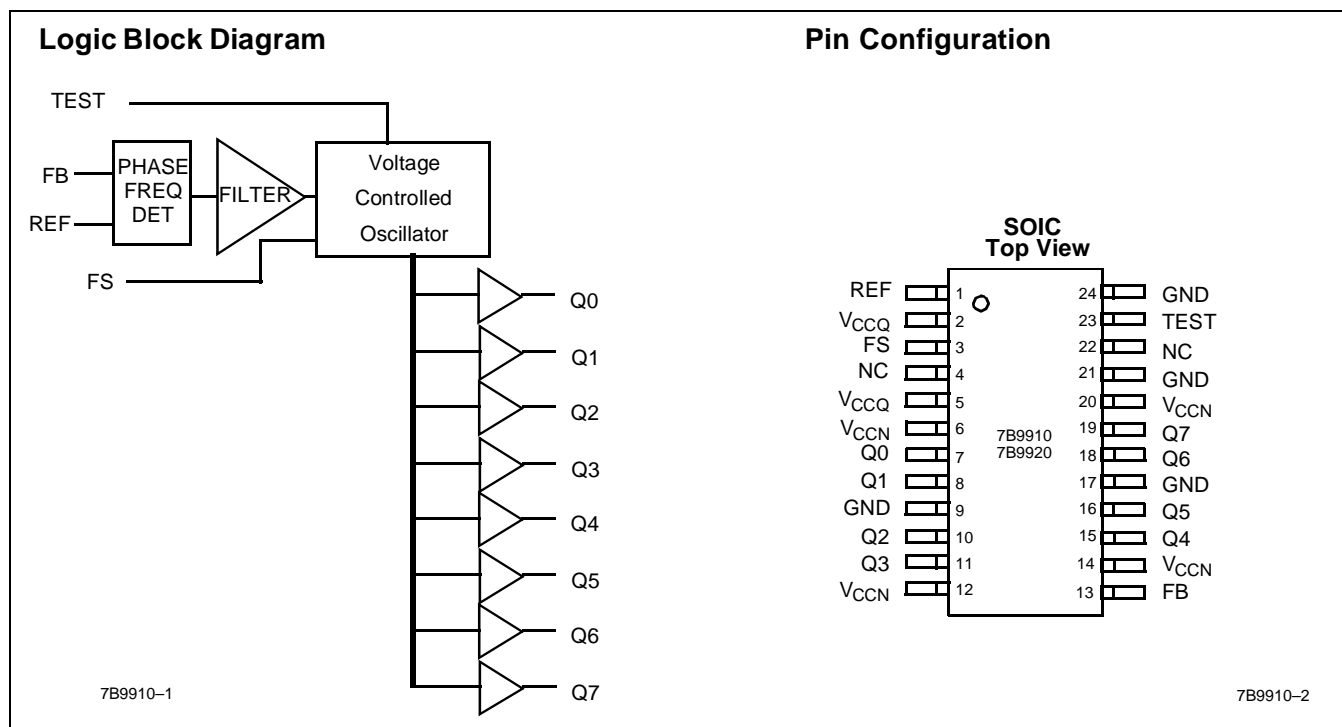 Logic Block Diagram
TEST
FB
REF
PHASE
FREQ
DET
FILTER
Voltage
Controlled
Oscillator
FS
Q0
Q1
Q2
Q3
Q4
Q5
Q6
Q7
7B9910–1
Pin Configuration
SOIC
Top View
REF 1 24 GND
VCCQ 2 23 TEST
FS 3 22 NC
NC 4 21 GND
VCCQ 5 20 VCCN
VCCN 6 19 Q7
Q0 7 18 Q6
Q1 8 17 GND
GND 9 16 Q5
Q2 10 15 Q4
Q3 11 14 VCCN
VCCN 12 13 FB
7B9910
7B9920
7B9910–2